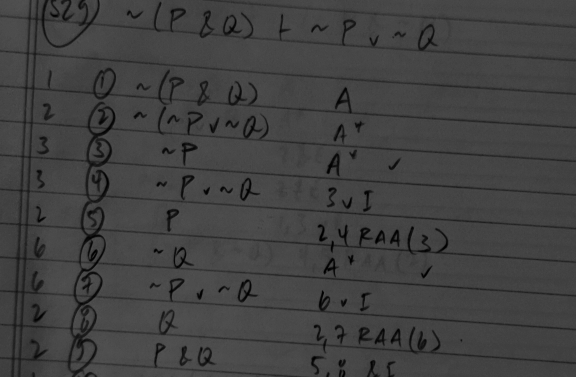 S29 ~(P & Q) ⊢ ~P v ~Q
1 ① ~(P & Q) A
2 ② ~(~P v ~Q) A*
3 ③ ~P A* ✓
3 ④ ~P v ~Q 3 v I
2 ⑤ P 2,4 RAA(3)
6 ⑥ ~Q A* ✓
6 ⑦ ~P v ~Q 6 v I
2 ⑧ Q 2,7 RAA(6)
2 ⑨ P & Q 5,8 & I